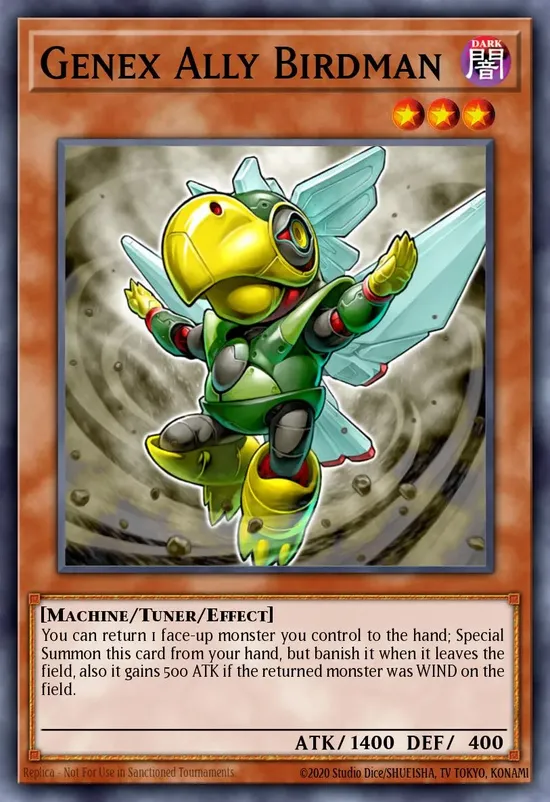 Genex Ally Birdman
DARK
闇
[Machine/Tuner/Effect]
You can return 1 face-up monster you control to the hand; Special
Summon this card from your hand, but banish it when it leaves the
field, also it gains 500 ATK if the returned monster was WIND on the
field.
ATK/ 1400 DEF/ 400
Replica - Not For Use in Sanctioned Tournaments
©2020 Studio Dice/SHUEISHA, TV TOKYO, KONAMI